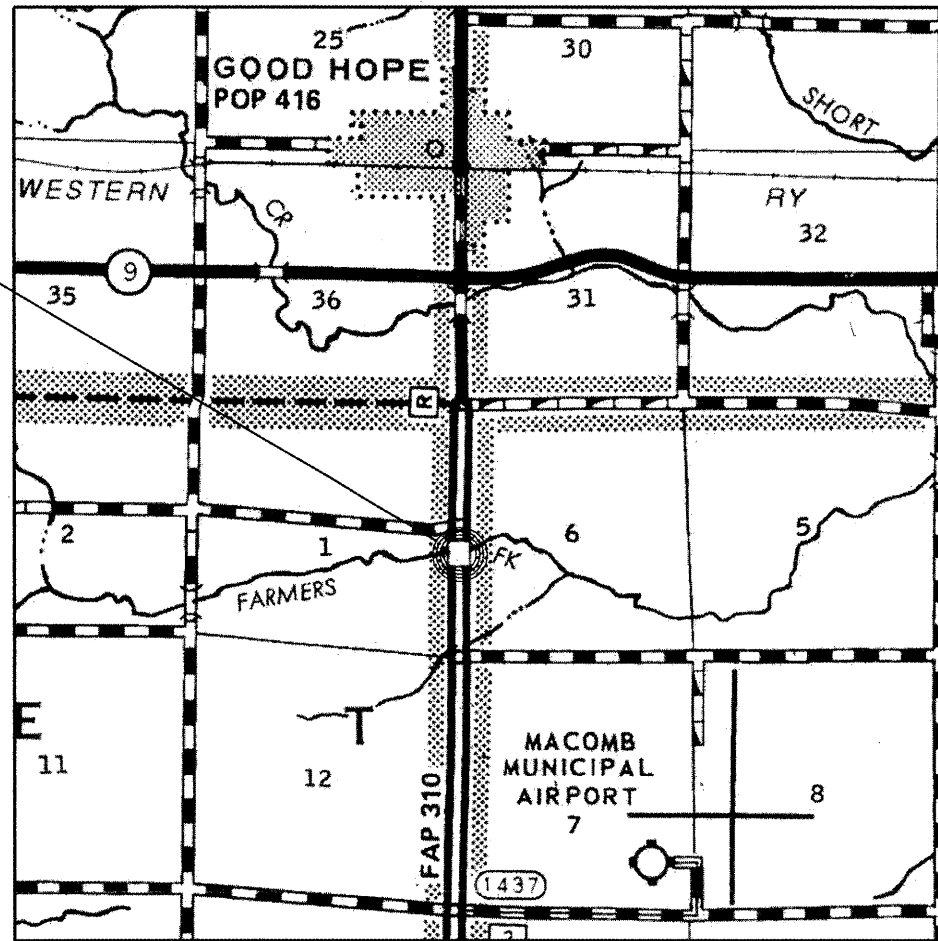 25
30
GOOD HOPE
POP 416
SHORT
WESTERN
RY
CR
32
9
35
36
31
R
2
1
6
5
FK
FARMERS
E
T
11
12
MACOMB
MUNICIPAL
AIRPORT
7
8
FAP 310
1437